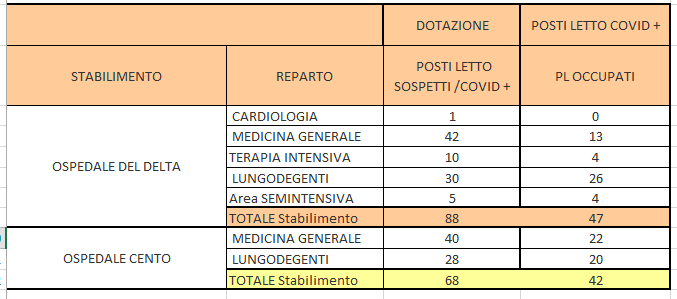 DOTAZIONE POSTI LETTO COVID +
STABILIMENTO REPARTO POSTI LETTO SOSPETTI /COVID + PL OCCUPATI
OSPEDALE DEL DELTA
CARDIOLOGIA 1 0
MEDICINA GENERALE 42 13
TERAPIA INTENSIVA 10 4
LUNGODEGENTI 30 26
Area SEMINTENSIVA 5 4
TOTALE Stabilimento 88 47
OSPEDALE CENTO
MEDICINA GENERALE 40 22
LUNGODEGENTI 28 20
TOTALE Stabilimento 68 42